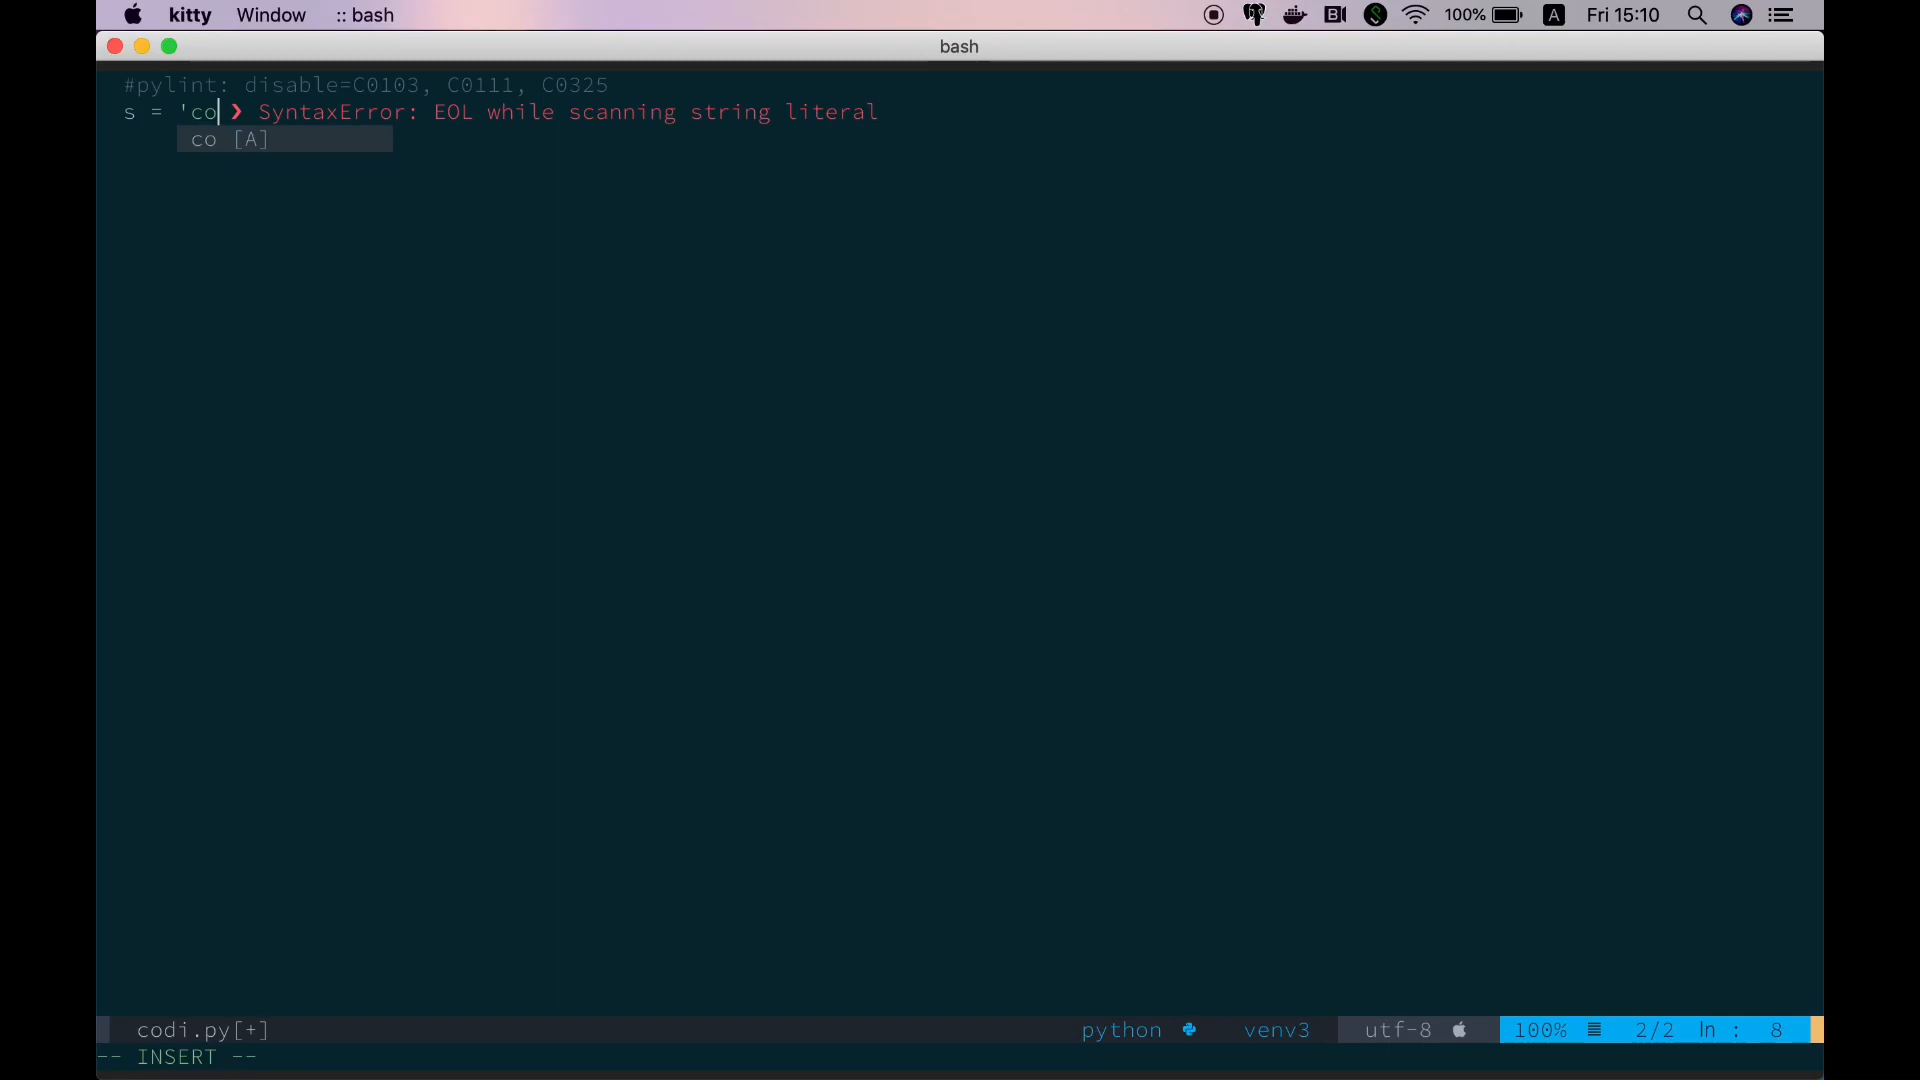 kitty Window :: bash 100% A Fri 15:10
bash
#pylint: disable=C0103, C0111, C0325
s = 'co ❯ SyntaxError: EOL while scanning string literal
co [A]
codi.py[+] python venv3 utf-8 100% ≣ 2/2 ln : 8
-- INSERT --